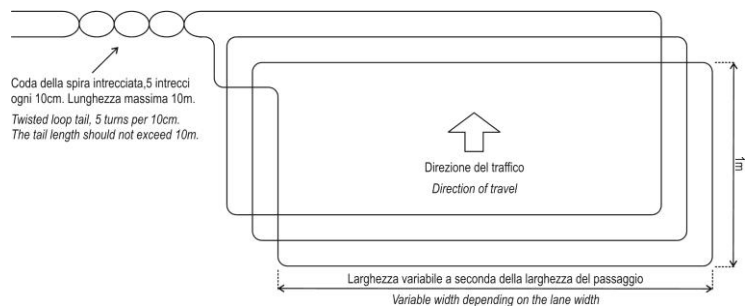 Coda della spira intrecciata,5 intrecci
ogni 10cm. Lunghezza massima 10m.
Twisted loop tail, 5 turns per 10cm.
The tail length should not exceed 10m.
Direzione del traffico
Direction of travel
1m
Larghezza variabile a seconda della larghezza del passaggio
Variable width depending on the lane width